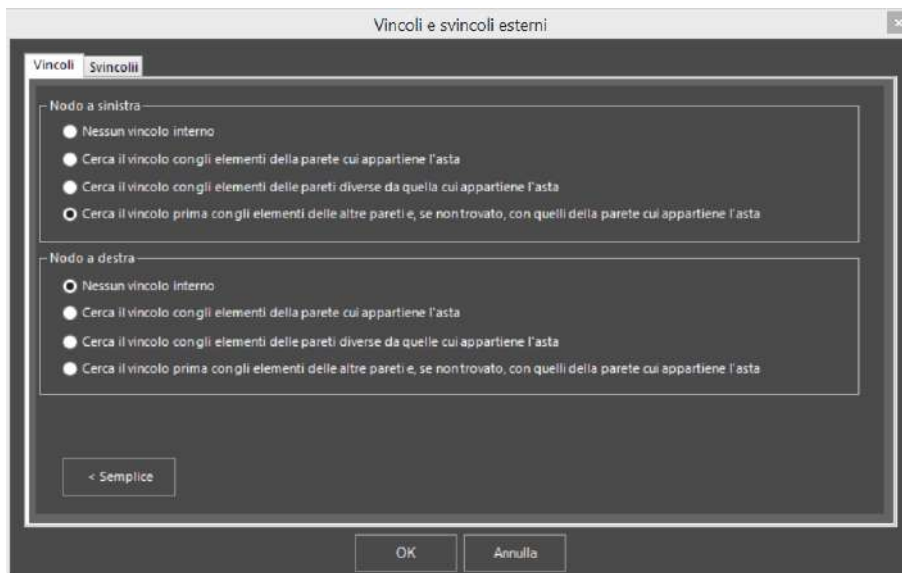 Vincoli e svincoli esterni
Vincoli Svincolii
Nodo a sinistra
Nessun vincolo interno
Cerca il vincolo con gli elementi della parete cui appartiene l'asta
Cerca il vincolo con gli elementi delle pareti diverse da quella cui appartiene l'asta
Cerca il vincolo prima con gli elementi delle altre pareti e, se non trovato, con quelli della parete cui appartiene l'asta
Nodo a destra
Nessun vincolo interno
Cerca il vincolo con gli elementi della parete cui appartiene l'asta
Cerca il vincolo con gli elementi delle pareti diverse da quelle cui appartiene l'asta
Cerca il vincolo prima con gli elementi delle altre pareti e, se non trovato, con quelli della parete cui appartiene l'asta
< Semplice
OK Annulla